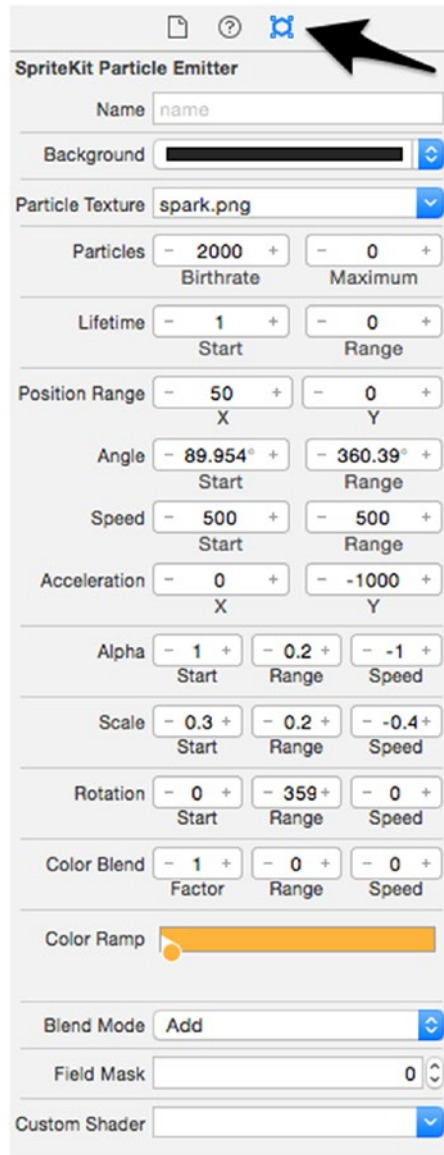 SpriteKit Particle Emitter
Name name
Background
Particle Texture spark.png
Particles - 2000 + - 0 +
Birthrate Maximum
Lifetime - 1 + - 0 +
Start Range
Position Range - 50 + - 0 +
X Y
Angle - 89.954° + - 360.39° +
Start Range
Speed - 500 + - 500 +
Start Range
Acceleration - 0 + - -1000 +
X Y
Alpha - 1 + - 0.2 + - -1 +
Start Range Speed
Scale - 0.3 + - 0.2 + - -0.4 +
Start Range Speed
Rotation - 0 + - 359 + - 0 +
Start Range Speed
Color Blend - 1 + - 0 + - 0 +
Factor Range Speed
Color Ramp
Blend Mode Add
Field Mask 0
Custom Shader